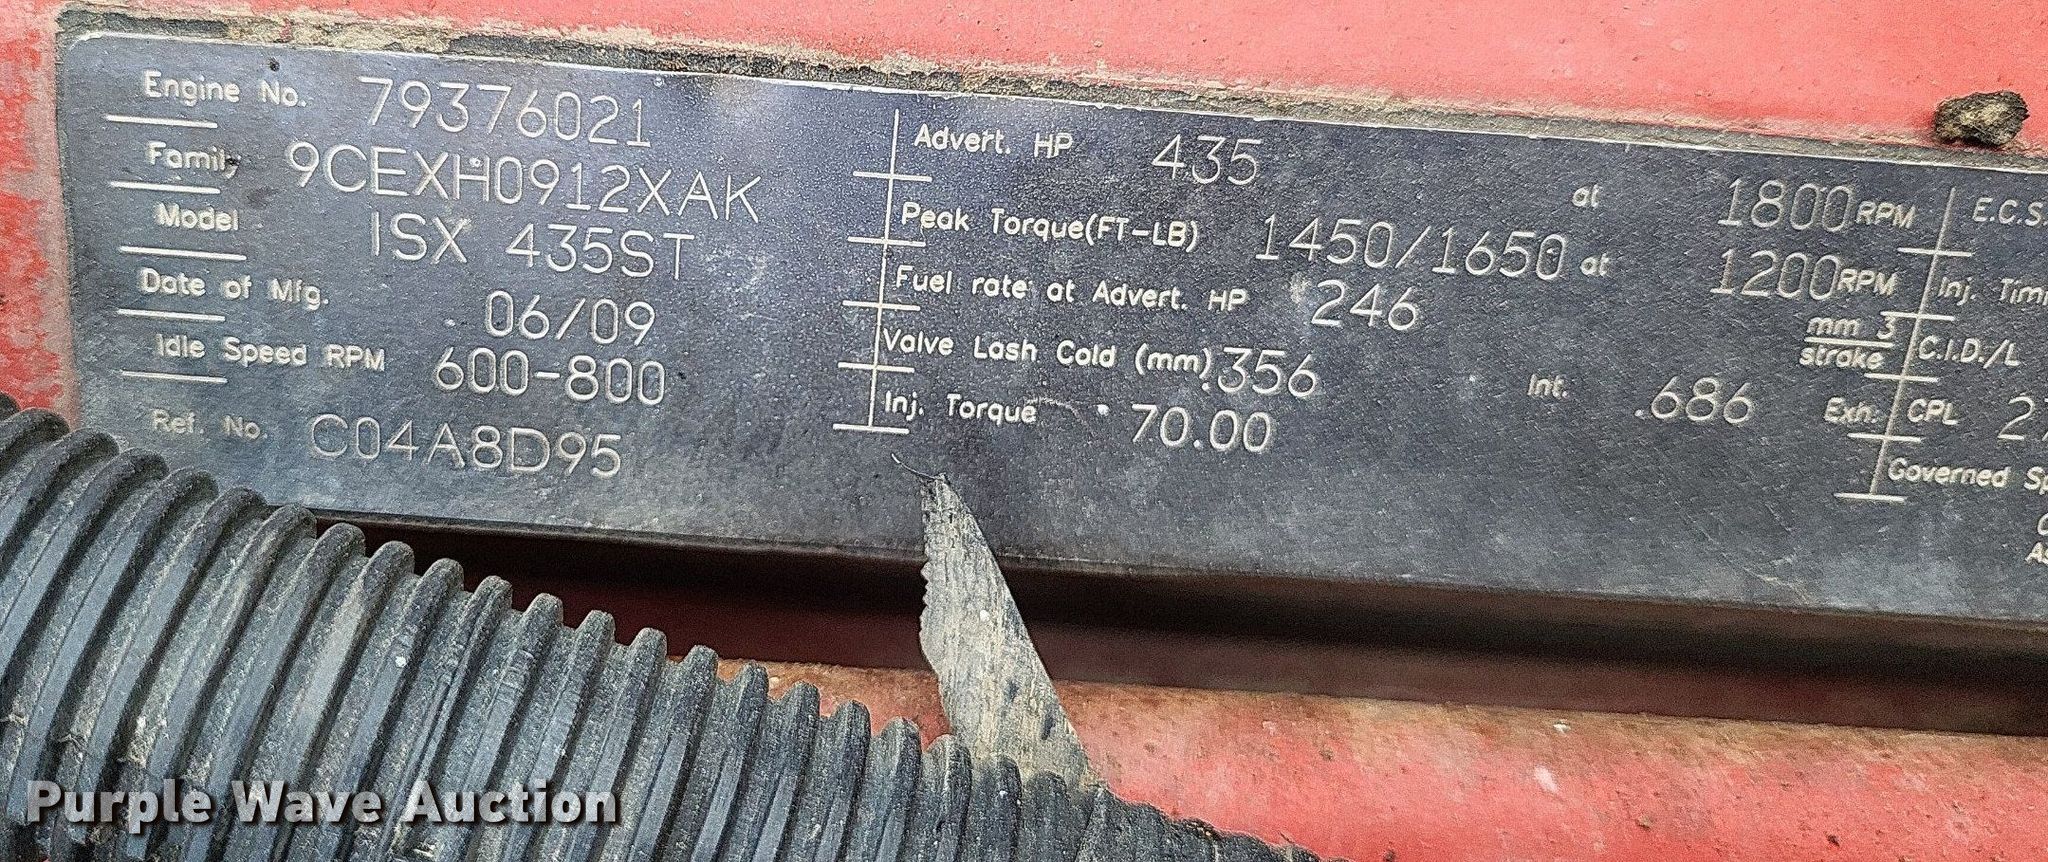 Engine No. 79376021
Family 9CEXH0912XAK
Model ISX 435ST
Date of Mfg. 06/09
Idle Speed RPM 600-800
Ref. No. C04A8D95
Advert. HP 435 at 1800 RPM
Peak Torque(FT-LB) 1450/1650 at 1200 RPM
Fuel rate at Advert. HP 246 mm 3 stroke
Valve Lash Cold (mm) .356 Int. .686 Exh.
Inj. Torque 70.00
E.C.S.
Inj.
C.I.D./L
CPL
Governed
Purple Wave Auction